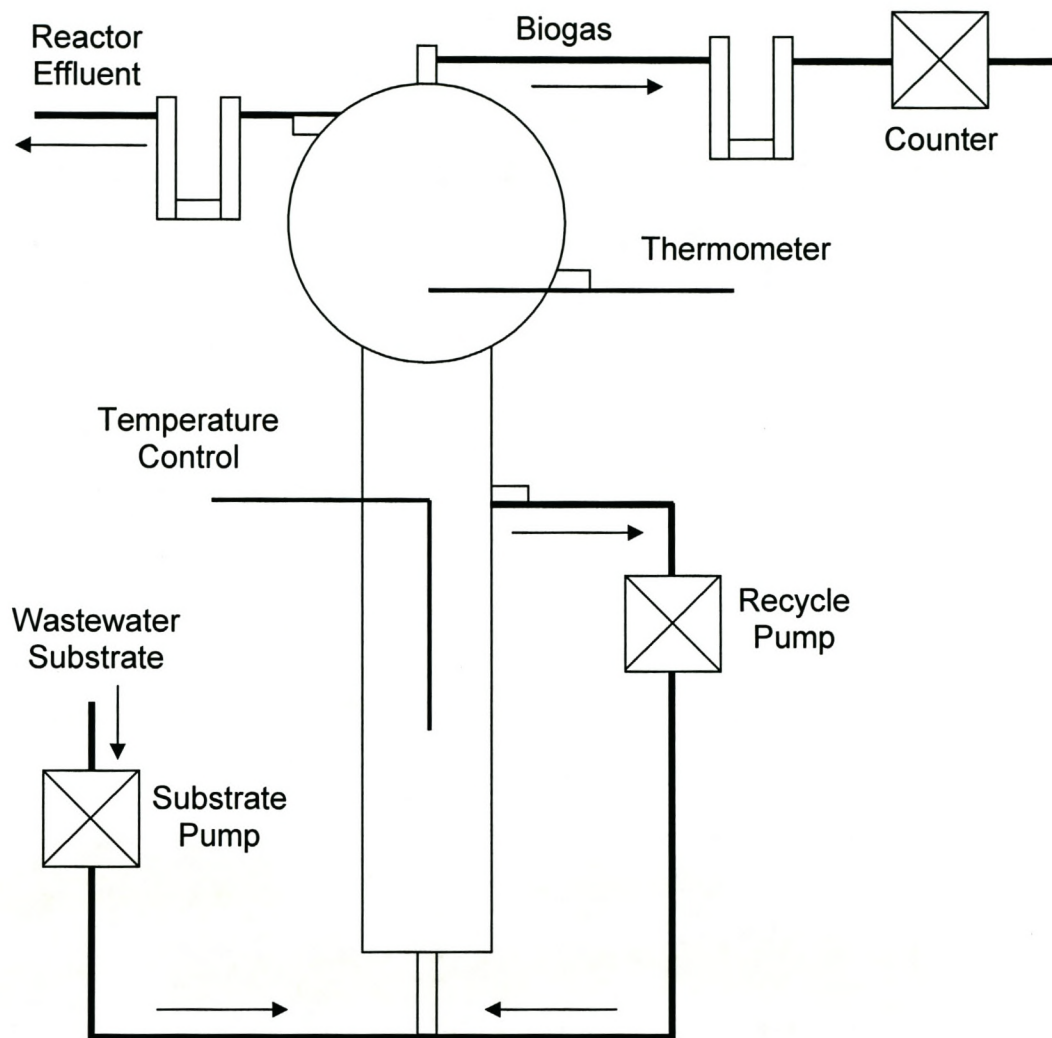 Reactor
Effluent
Biogas
Counter
Thermometer
Temperature
Control
Recycle
Pump
Wastewater
Substrate
Substrate
Pump